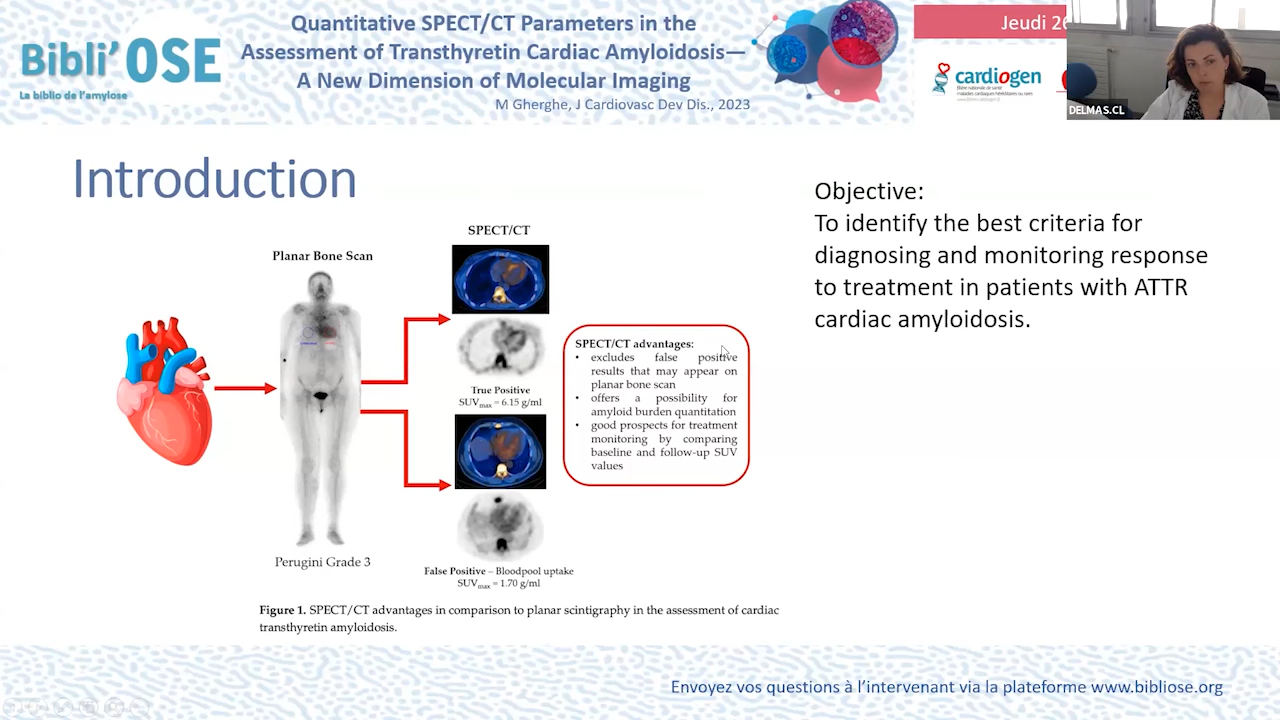 Bibli'OSE
La biblio de l'amylose
Quantitative SPECT/CT Parameters in the
Assessment of Transthyretin Cardiac Amyloidosis—
A New Dimension of Molecular Imaging
M Gherghe, J Cardiovasc Dev Dis., 2023
Jeudi 26
cardiogen
filière nationale de santé
maladies cardiaques héréditaires ou rares
DELMAS.CL
Introduction
Objective:
To identify the best criteria for
diagnosing and monitoring response
to treatment in patients with ATTR
cardiac amyloidosis.
SPECT/CT
Planar Bone Scan
True Positive
SUVmax = 6.15 g/ml
SPECT/CT advantages:
• excludes false positive
results that may appear on
planar bone scan
• offers a possibility for
amyloid burden quantitation
• good prospects for treatment
monitoring by comparing
baseline and follow-up SUV
values
Perugini Grade 3
False Positive – Bloodpool uptake
SUVmax = 1.70 g/ml
Figure 1. SPECT/CT advantages in comparison to planar scintigraphy in the assessment of cardiac
transthyretin amyloidosis.
Envoyez vos questions à l'intervenant via la plateforme www.bibliose.org